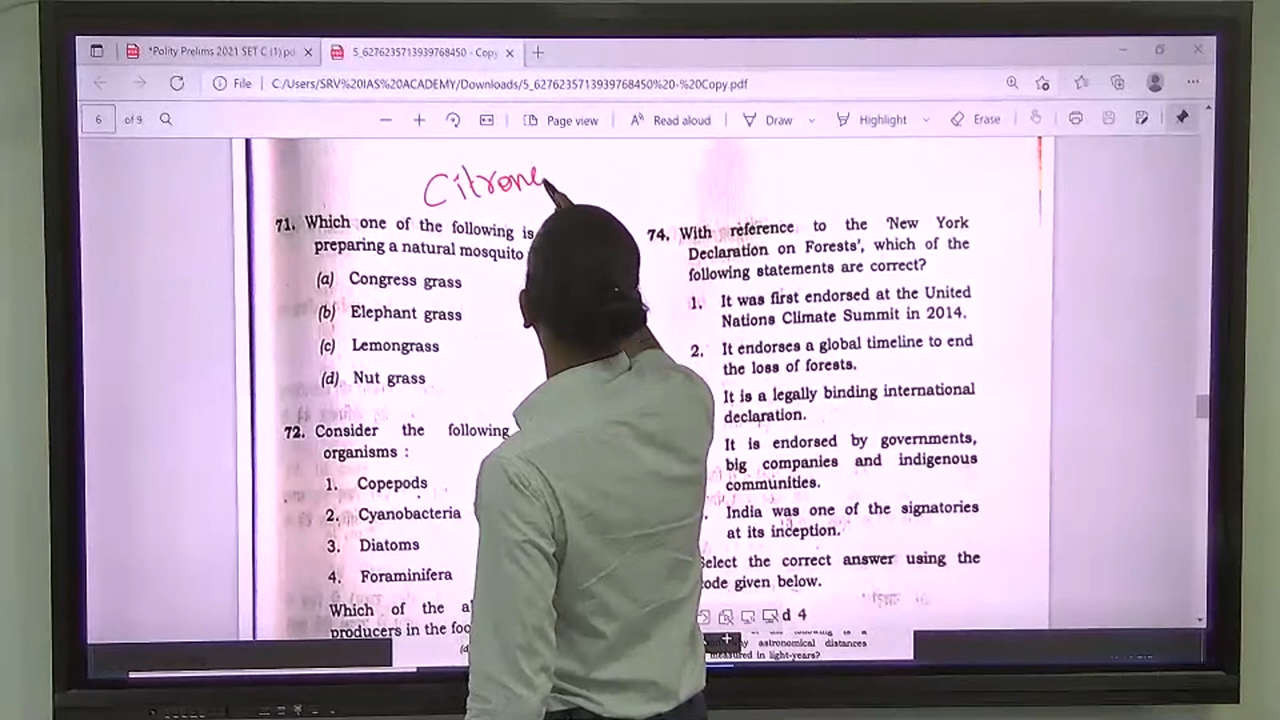 *Polity Prelims 2021 SET C (1).pd
5_6276235713939768450 - Copy
File C:/Users/SRV%20IAS%20ACADEMY/Downloads/5_6276235713939768450%20-%20Copy.pdf
6 of 9 Page view Read aloud Draw Highlight Erase
Citrone
71. Which one of the following is
preparing a natural mosquito
(a) Congress grass
(b) Elephant grass
(c) Lemongrass
(d) Nut grass
72. Consider the following
organisms :
1. Copepods
2. Cyanobacteria
3. Diatoms
4. Foraminifera
Which of the a
producers in the foo
74. With reference to the 'New York
Declaration on Forests', which of the
following statements are correct?
1. It was first endorsed at the United
Nations Climate Summit in 2014.
2. It endorses a global timeline to end
the loss of forests.
It is a legally binding international
declaration.
It is endorsed by governments,
big companies and indigenous
communities.
India was one of the signatories
at its inception.
Select the correct answer using the
code given below.
d 4
astronomical distances
measured in light-years?